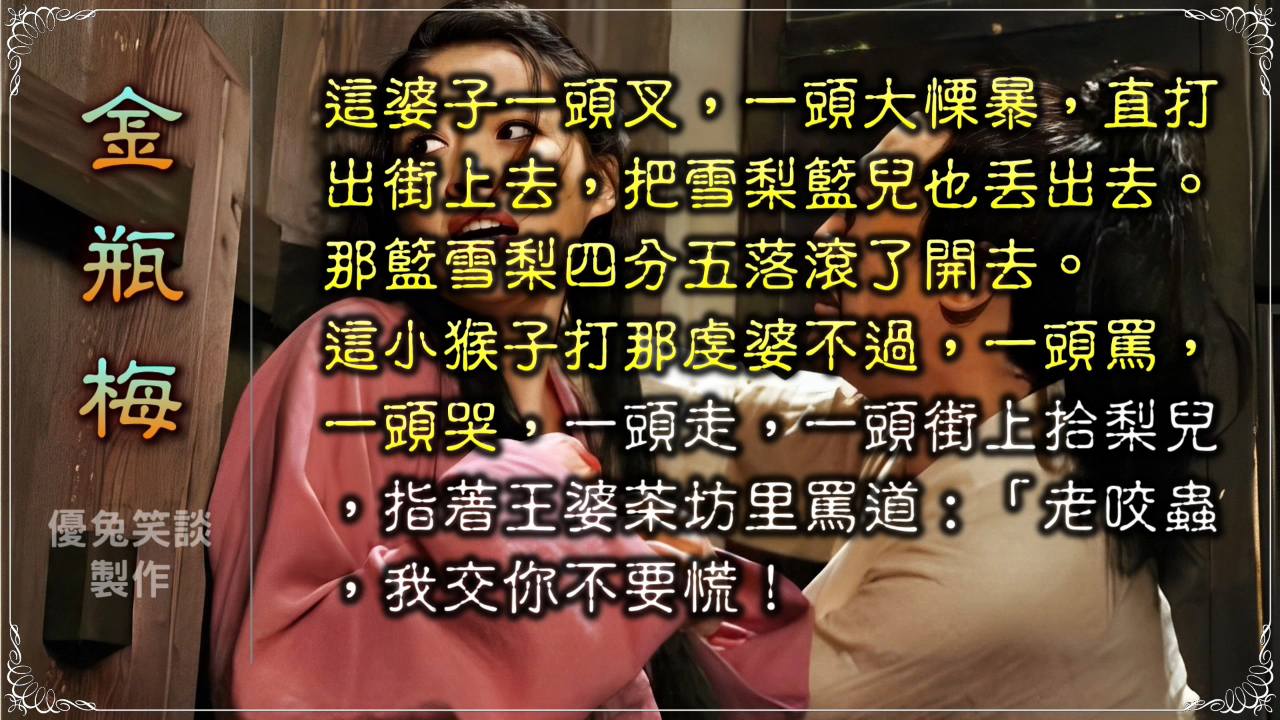 金瓶梅
優兔笑談
製作
這婆子一頭叉，一頭大慄暴，直打
出街上去，把雪梨籃兒也丟出去。
那籃雪梨四分五落滾了開去。
這小猴子打那虔婆不過，一頭罵，
一頭哭，一頭走，一頭街上拾梨兒
，指著王婆茶坊里罵道：「老咬蟲
，我交你不要慌！